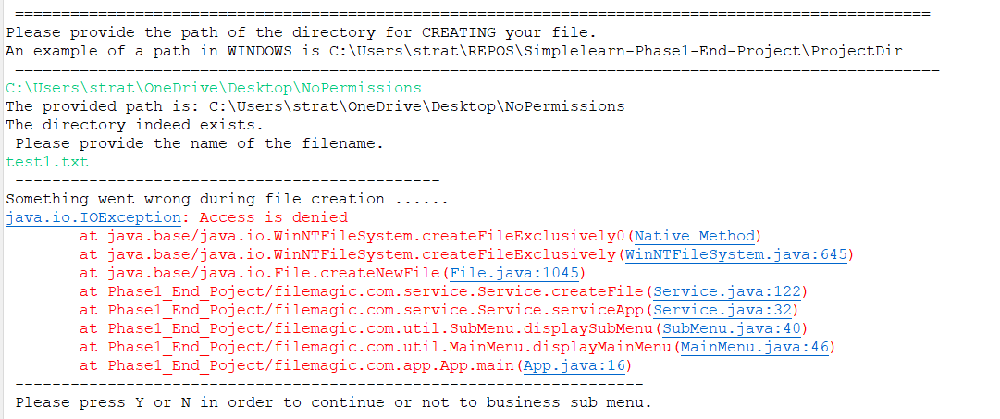 ====================================================================================================
Please provide the path of the directory for CREATING your file.
An example of a path in WINDOWS is C:\Users\strat\REPOS\Simplelearn-Phase1-End-Project\ProjectDir
=====================================================================================================
C:\Users\strat\OneDrive\Desktop\NoPermissions
The provided path is: C:\Users\strat\OneDrive\Desktop\NoPermissions
The directory indeed exists.
Please provide the name of the filename.
test1.txt
----------------------------------------------
Something went wrong during file creation ......
java.io.IOException: Access is denied
at java.base/java.io.WinNTFileSystem.createFileExclusively0(Native Method)
at java.base/java.io.WinNTFileSystem.createFileExclusively(WinNTFileSystem.java:645)
at java.base/java.io.File.createNewFile(File.java:1045)
at Phase1_End_Poject/filemagic.com.service.Service.createFile(Service.java:122)
at Phase1_End_Poject/filemagic.com.service.Service.serviceApp(Service.java:32)
at Phase1_End_Poject/filemagic.com.util.SubMenu.displaySubMenu(SubMenu.java:40)
at Phase1_End_Poject/filemagic.com.util.MainMenu.displayMainMenu(MainMenu.java:46)
at Phase1_End_Poject/filemagic.com.app.App.main(App.java:16)
--------------------------------------------------------------------
Please press Y or N in order to continue or not to business sub menu.